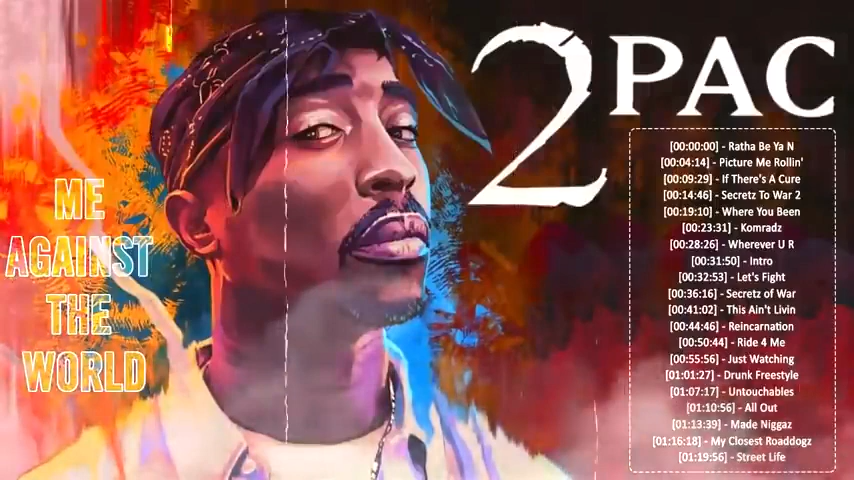 2PAC
ME
AGAINST
THE
WORLD
[00:00:00] - Ratha Be Ya N
[00:04:14] - Picture Me Rollin'
[00:09:29] - If There's A Cure
[00:14:46] - Secretz To War 2
[00:19:10] - Where You Been
[00:23:31] - Komradz
[00:28:26] - Wherever U R
[00:31:50] - Intro
[00:32:53] - Let's Fight
[00:36:16] - Secretz of War
[00:41:02] - This Ain't Livin
[00:44:46] - Reincarnation
[00:50:44] - Ride 4 Me
[00:55:56] - Just Watching
[01:01:27] - Drunk Freestyle
[01:07:17] - Untouchables
[01:10:56] - All Out
[01:13:39] - Made Niggaz
[01:16:18] - My Closest Roaddogz
[01:19:56] - Street Life